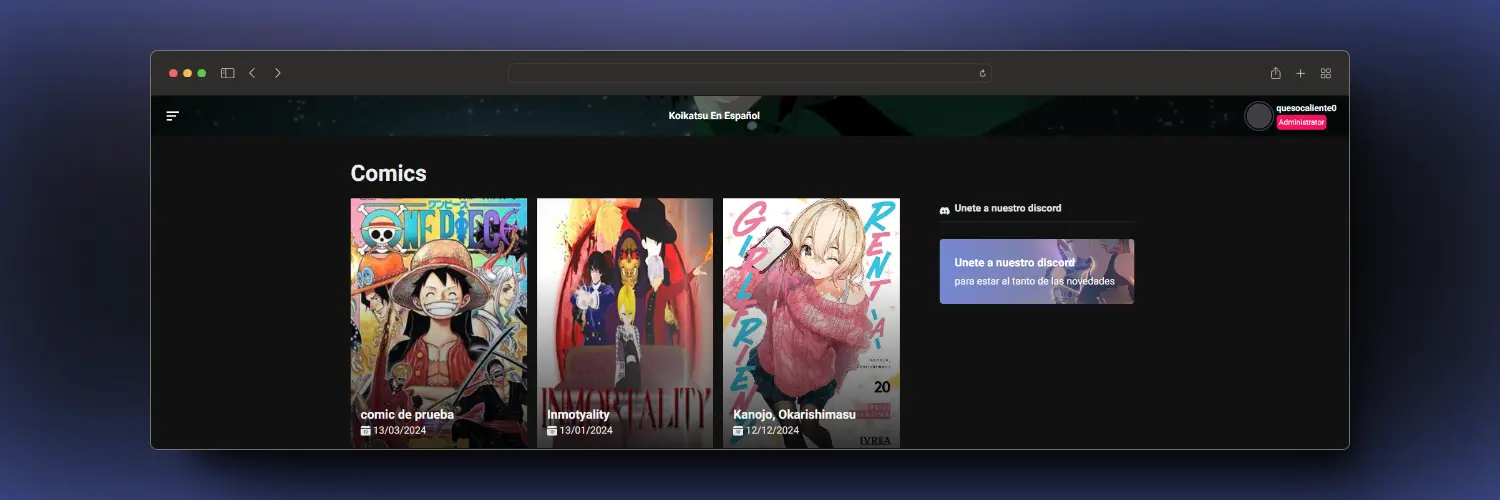 Koikatsu En Español
quesocaliente0
Administrator
Comics
ワンピース
ONE PIECE
comic de prueba
13/03/2024
INMORTALITY
Inmotyality
13/01/2024
GIRLFRIEND
RENTAL
20
IVREA
Kanojo, Okarishimasu
12/12/2024
Unete a nuestro discord
Unete a nuestro discord
para estar al tanto de las novedades